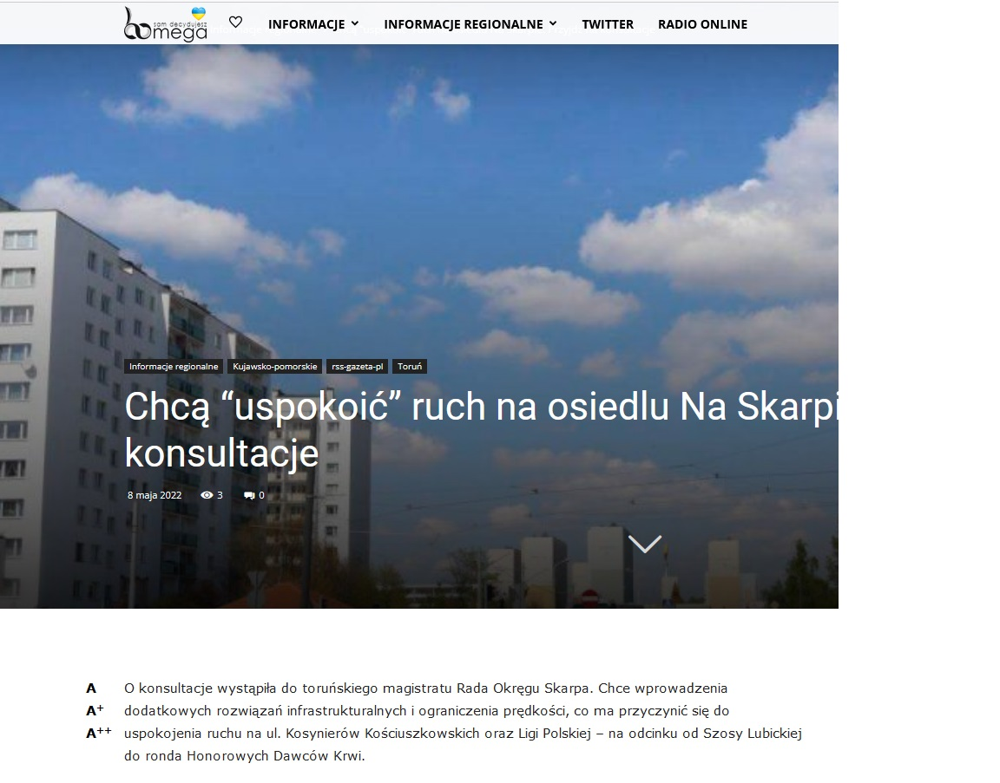 sam decydujesz
omega
INFORMACJE
INFORMACJE REGIONALNE
TWITTER
RADIO ONLINE
Informacje regionalne
Kujawsko-pomorskie
rss-gazeta-pl
Toruń
Chcą “uspokoić” ruch na osiedlu Na Skarpi
konsultacje
8 maja 2022
3
0
A
A+
A++
O konsultacje wystąpiła do toruńskiego magistratu Rada Okręgu Skarpa. Chce wprowadzenia
dodatkowych rozwiązań infrastrukturalnych i ograniczenia prędkości, co ma przyczynić się do
uspokojenia ruchu na ul. Kosynierów Kościuszkowskich oraz Ligi Polskiej – na odcinku od Szosy Lubickiej
do ronda Honorowych Dawców Krwi.